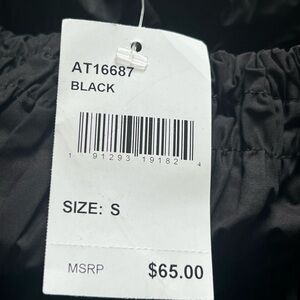 AT16687
BLACK
1 91293 19182 4
SIZE: S
MSRP $65.00